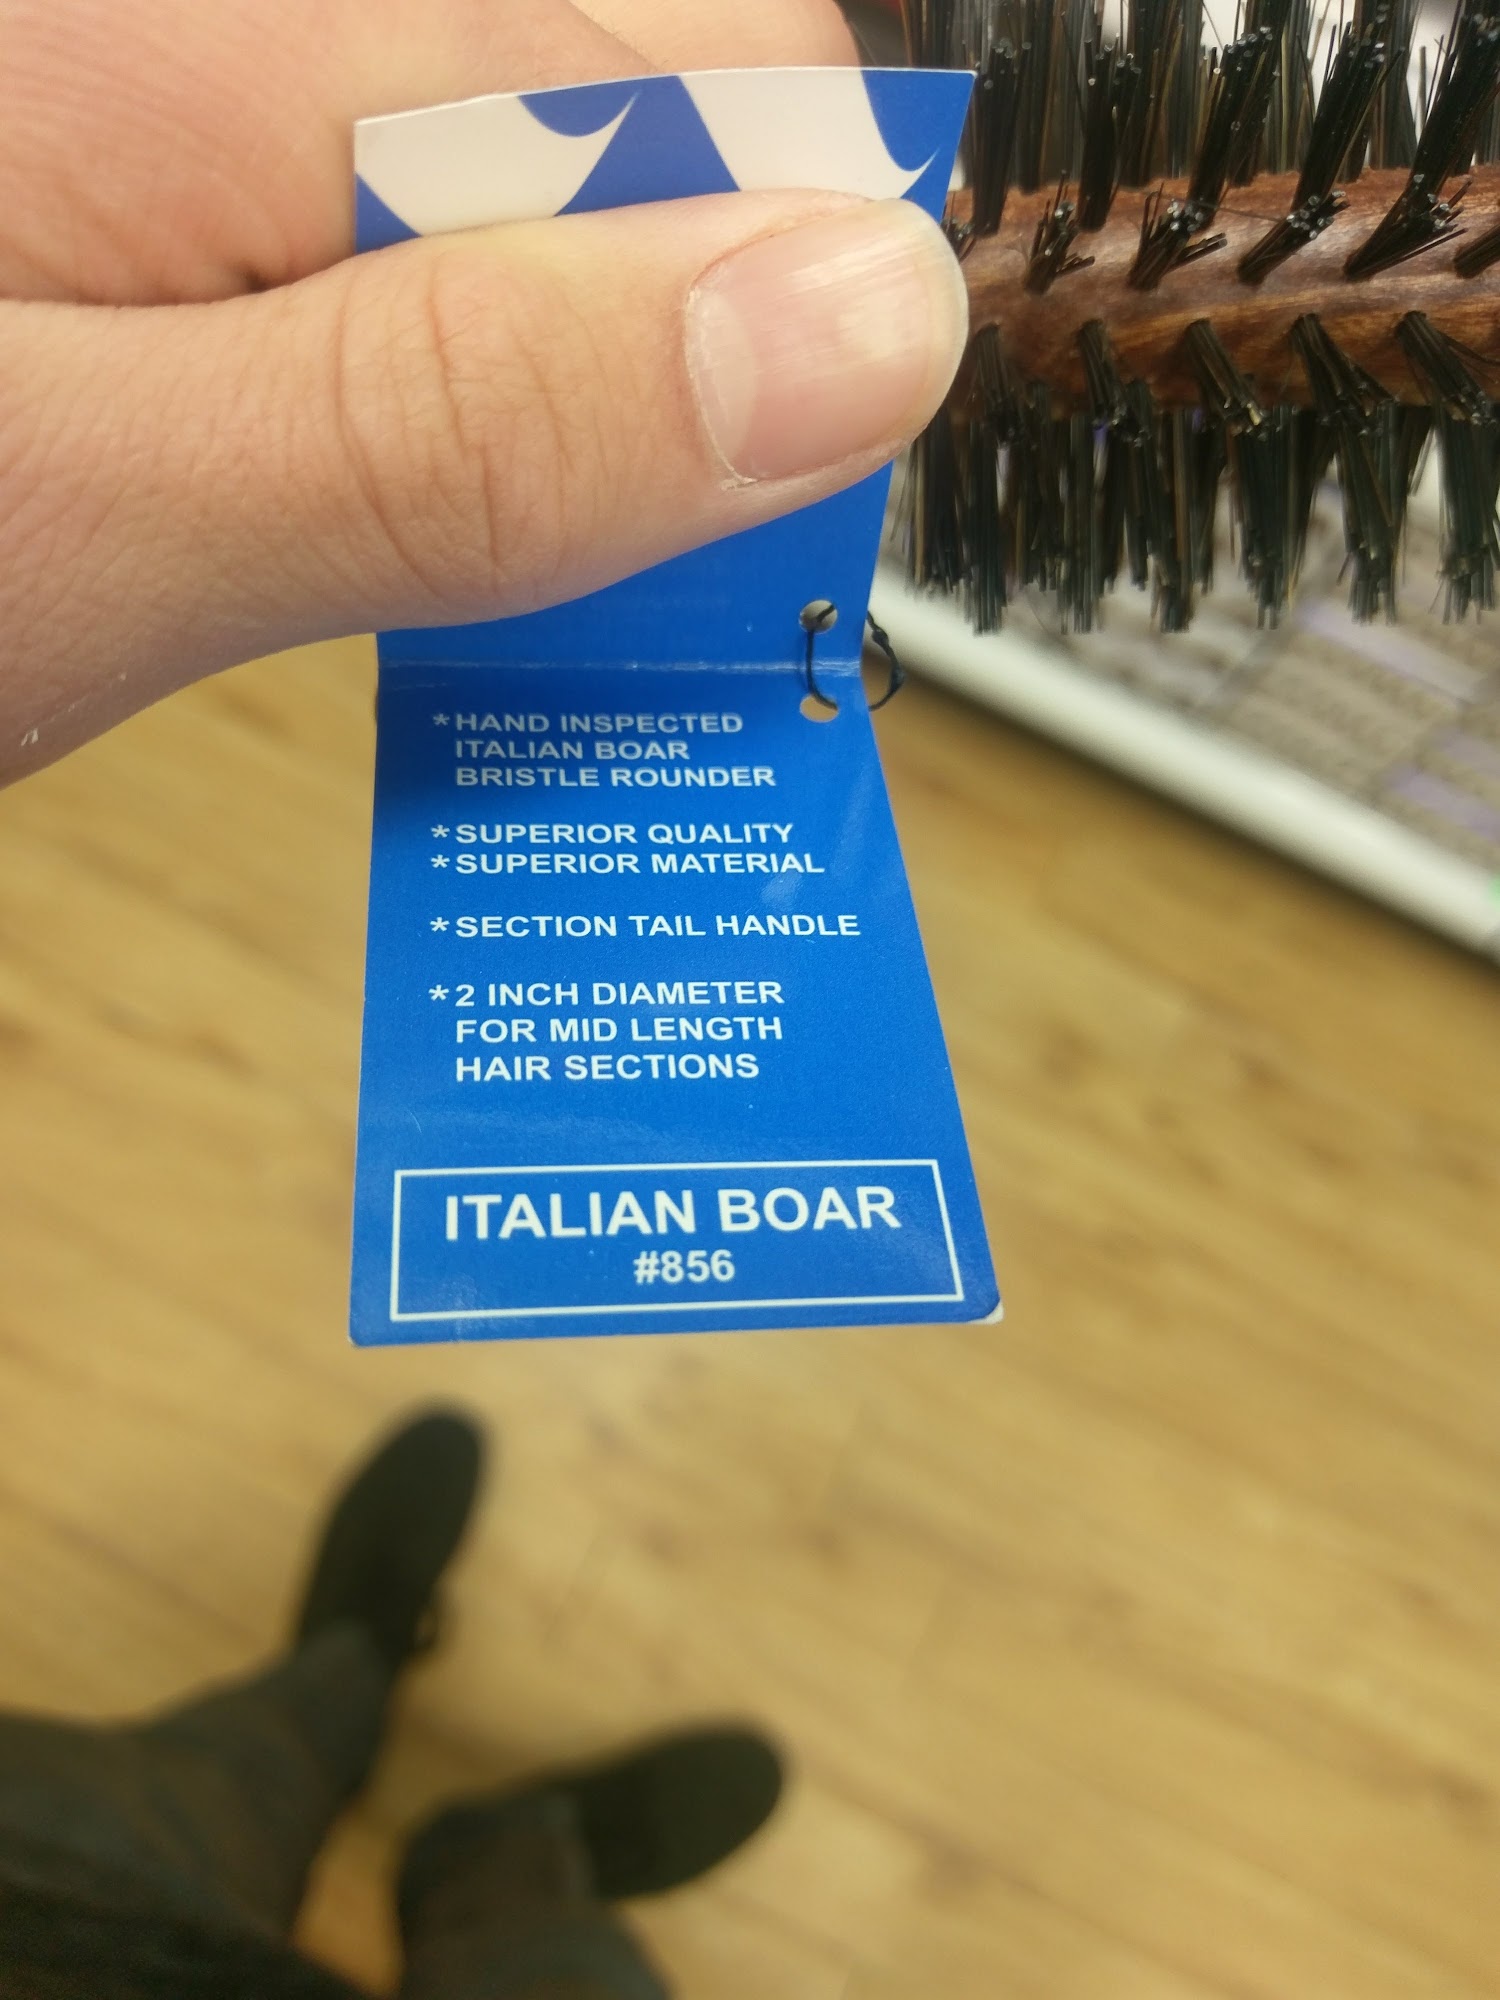 *HAND INSPECTED
ITALIAN BOAR
BRISTLE ROUNDER
*SUPERIOR QUALITY
*SUPERIOR MATERIAL
*SECTION TAIL HANDLE
*2 INCH DIAMETER
FOR MID LENGTH
HAIR SECTIONS
ITALIAN BOAR
#856